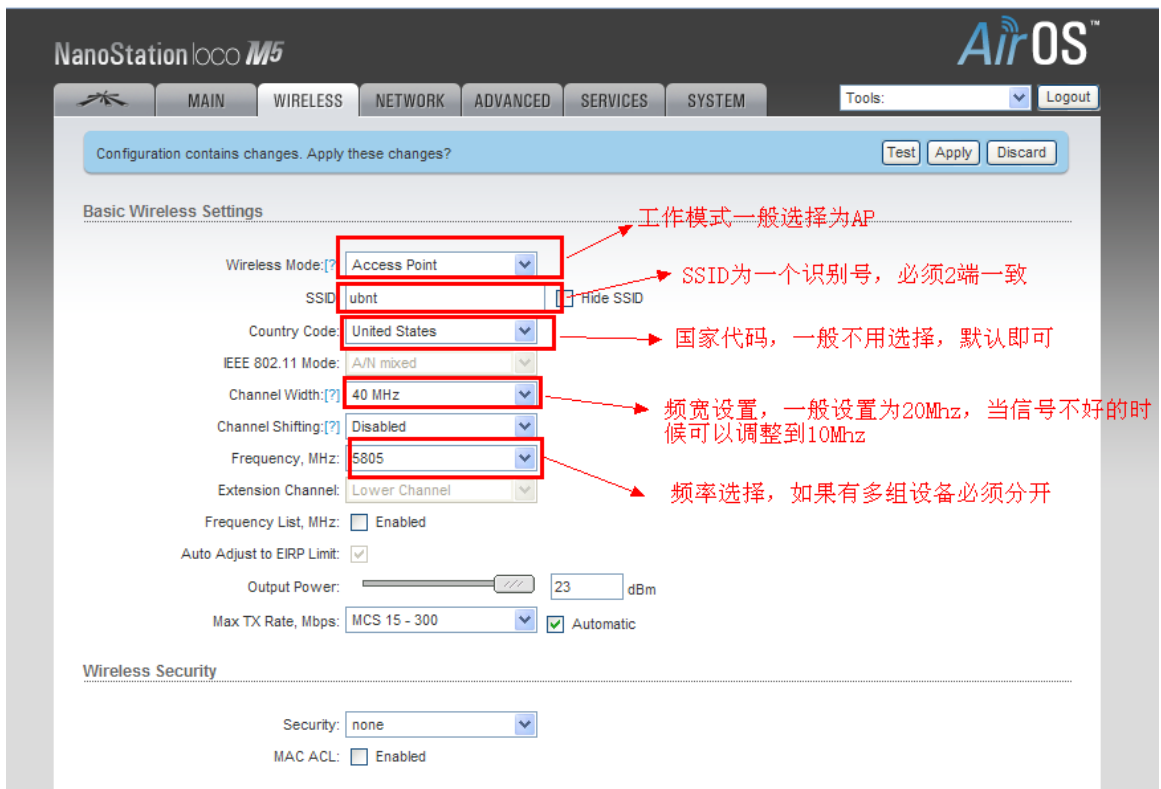 NanoStation loco M5
AirOS™
MAIN WIRELESS NETWORK ADVANCED SERVICES SYSTEM Tools: Logout
Configuration contains changes. Apply these changes? Test Apply Discard
Basic Wireless Settings
工作模式一般选择为AP
Wireless Mode:[? Access Point
SSID为一个识别号，必须2端一致
SSID ubnt Hide SSID
Country Code: United States
国家代码，一般不用选择，默认即可
IEEE 802.11 Mode: A/N mixed
Channel Width:[?] 40 MHz
频宽设置，一般设置为20Mhz，当信号不好的时
候可以调整到10Mhz
Channel Shifting:[?] Disabled
Frequency, MHz: 5805
频率选择，如果有多组设备必须分开
Extension Channel: Lower Channel
Frequency List, MHz: Enabled
Auto Adjust to EIRP Limit:
Output Power: 23 dBm
Max TX Rate, Mbps: MCS 15 - 300 Automatic
Wireless Security
Security: none
MAC ACL: Enabled